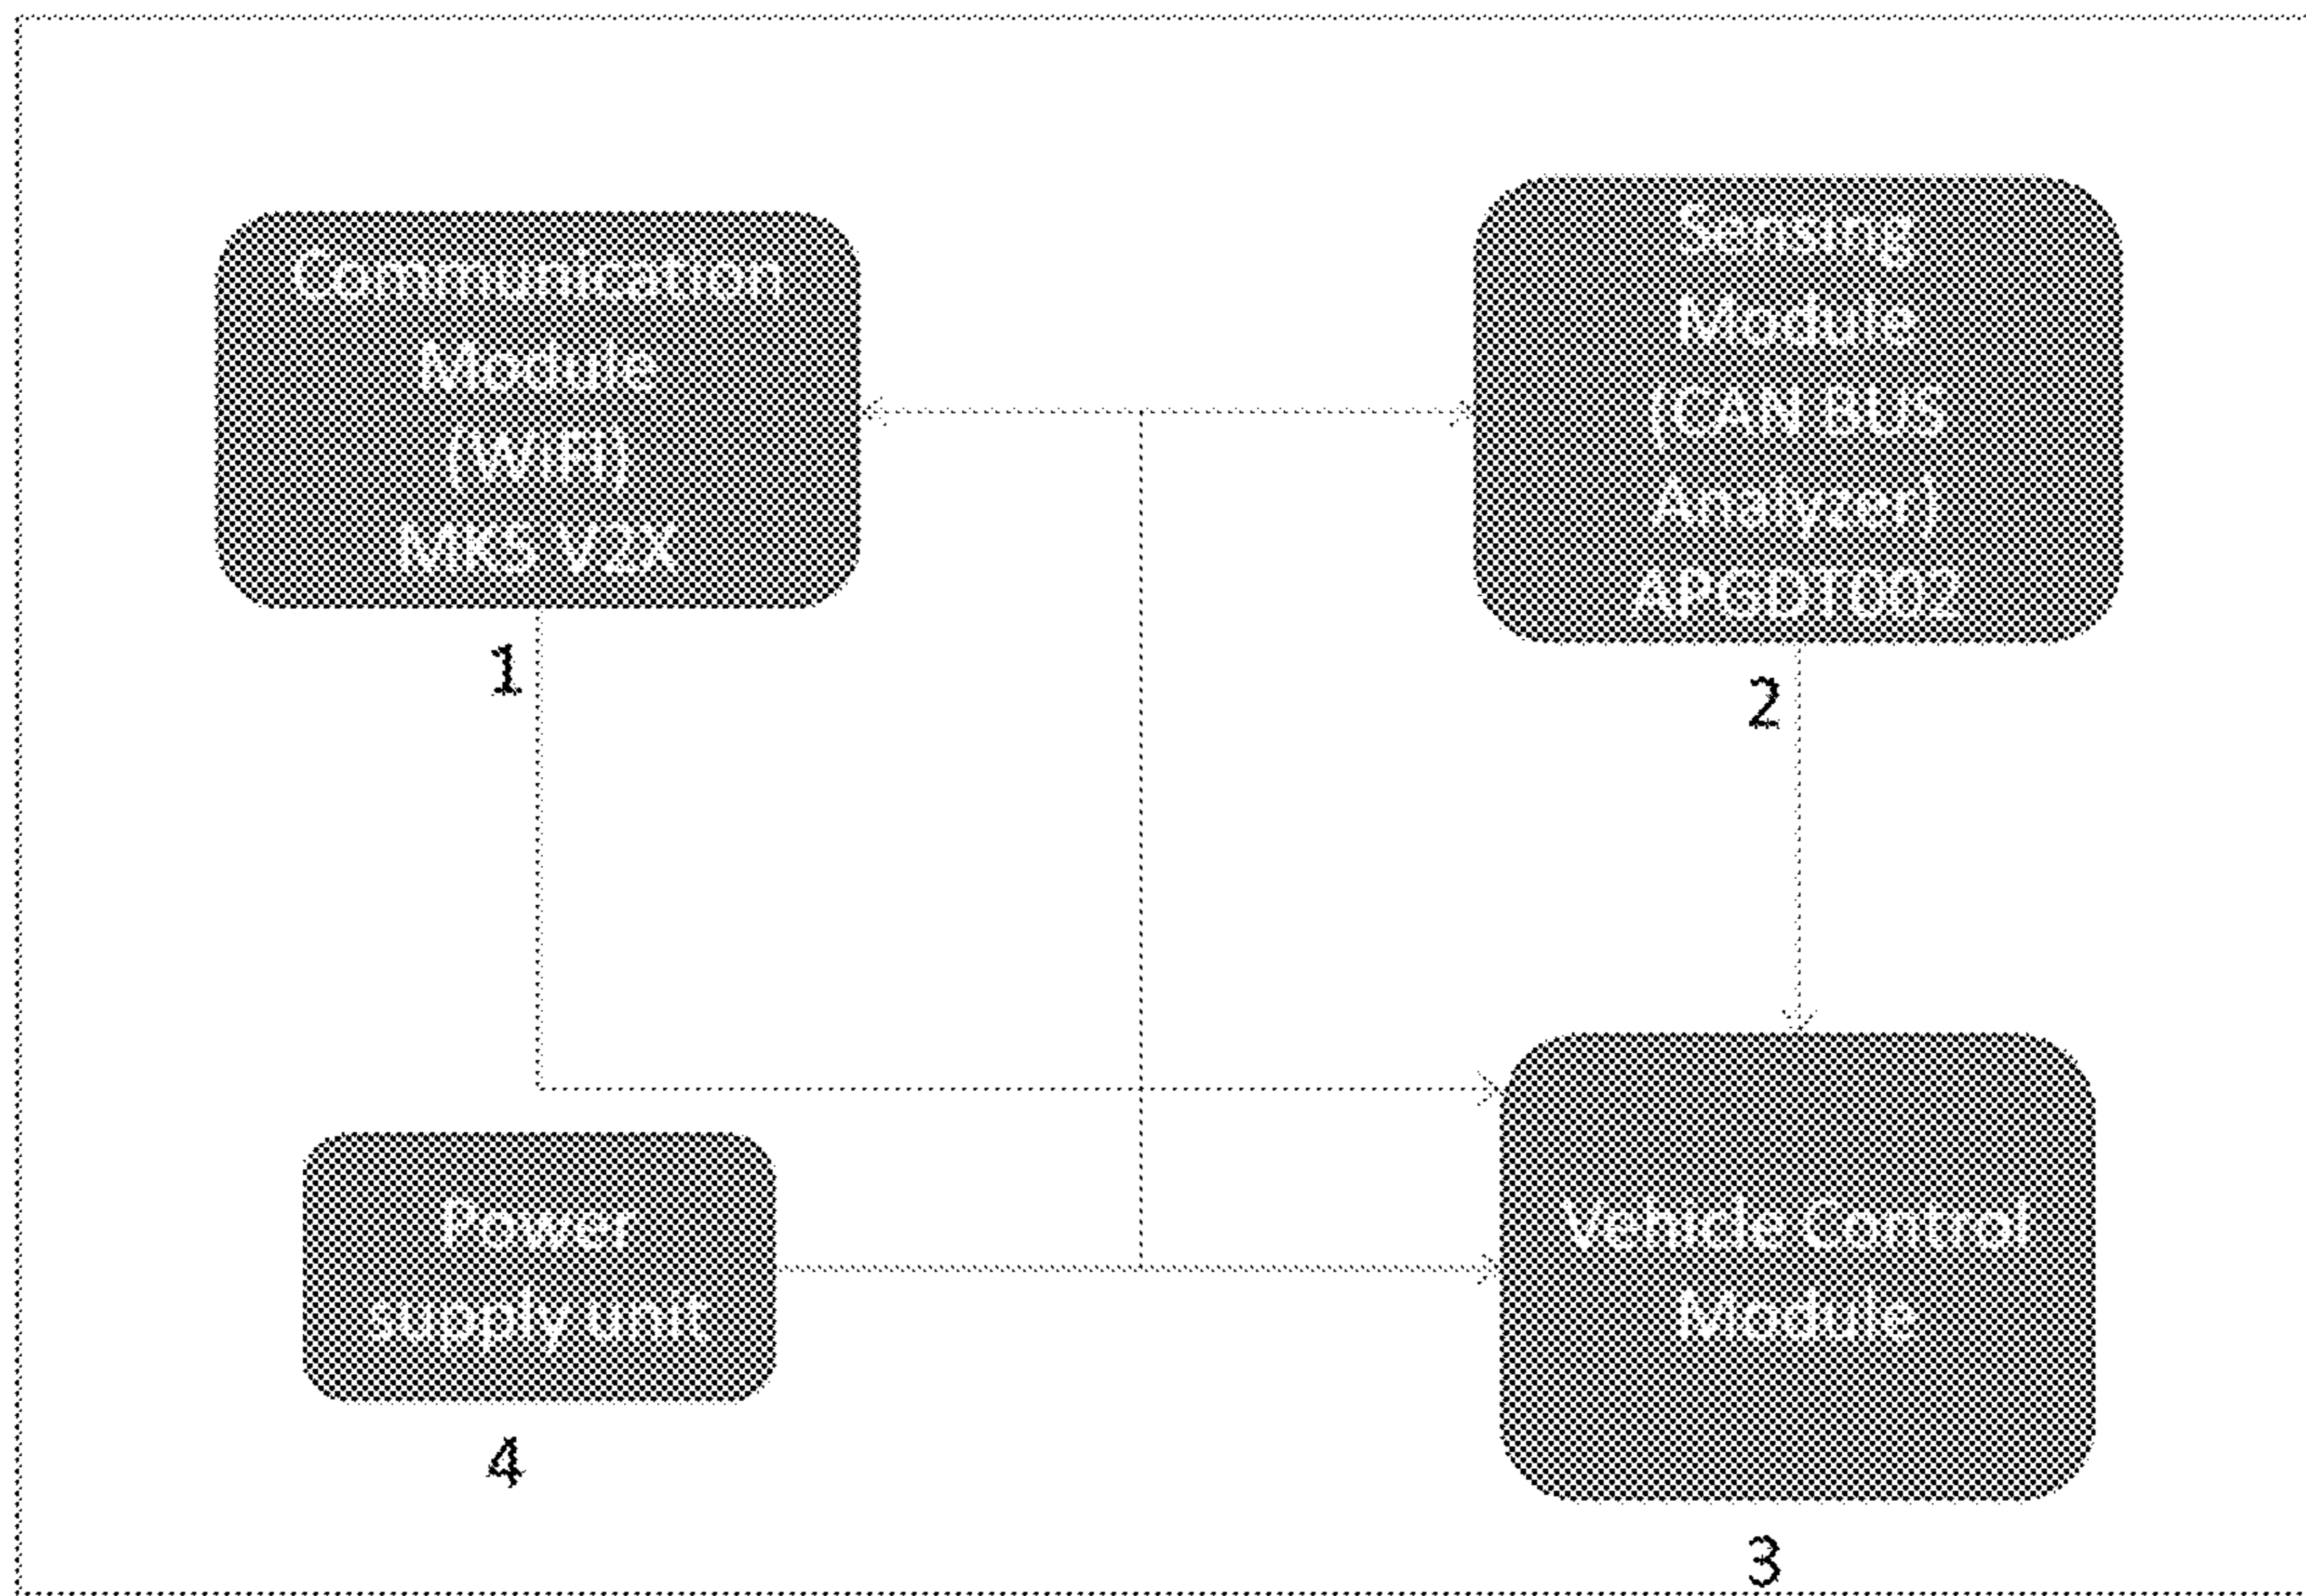 Communication
Module
(WIFI)
MK5 V2X
1
Sensing
Module
(CAN BUS
Analyzer)
APGDT002
2
Power
supply unit
4
Vehicle Control
Module
3